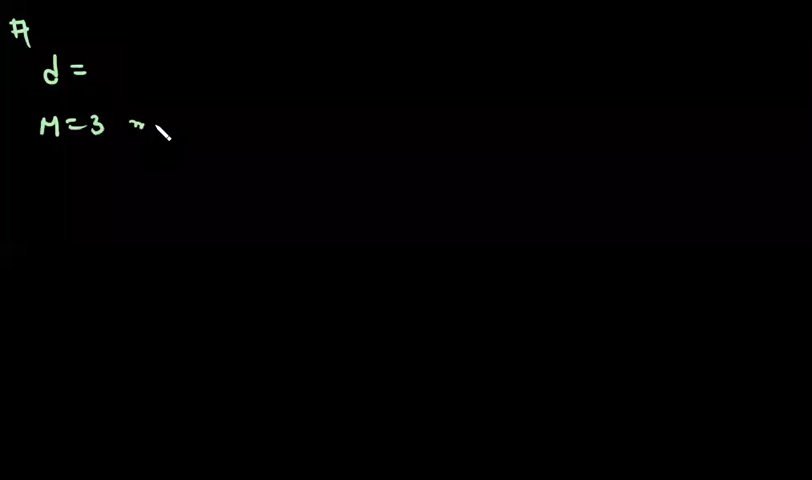 #
d =
M = 3